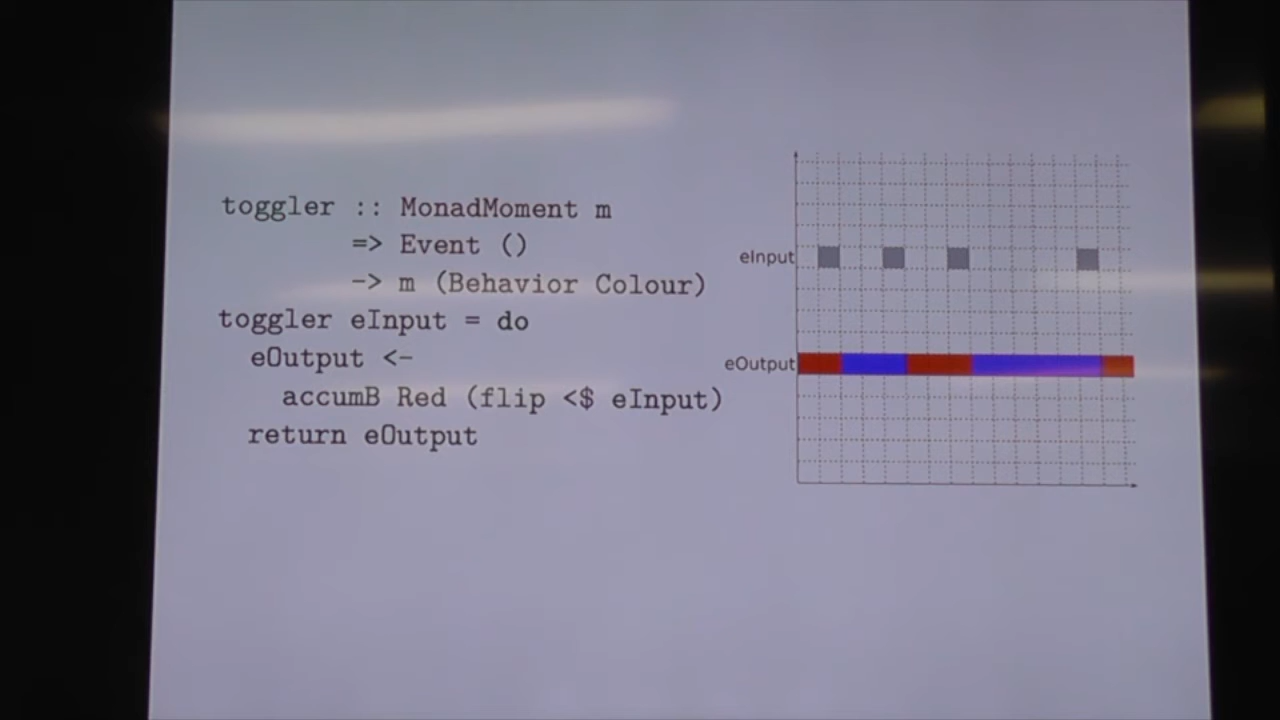 toggler :: MonadMoment m
=> Event ()
-> m (Behavior Colour)
toggler eInput = do
eOutput <-
accumB Red (flip <$ eInput)
return eOutput
eInput
eOutput